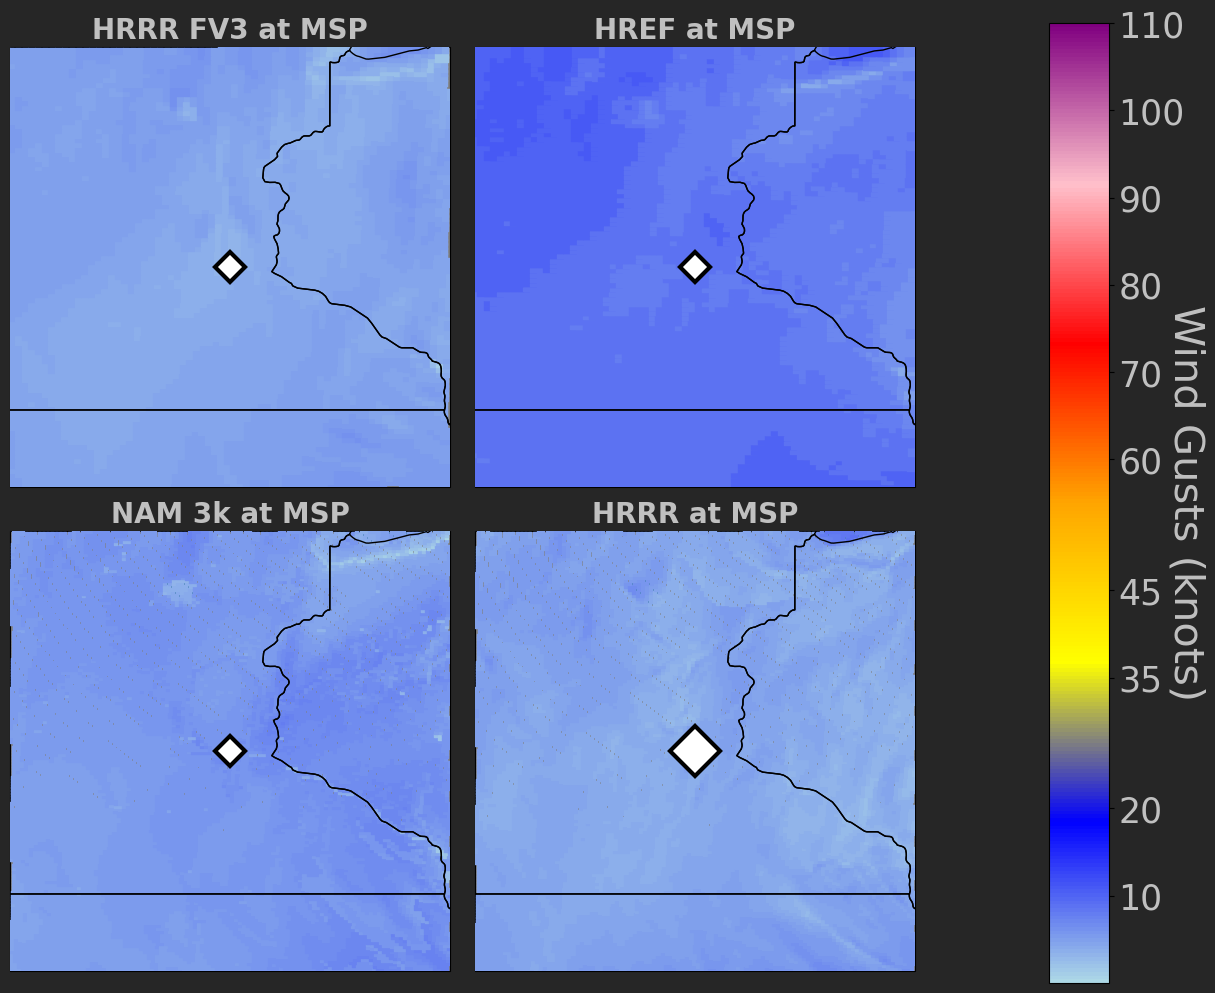 HRRR FV3 at MSP
HREF at MSP
NAM 3k at MSP
HRRR at MSP
110
100
90
80
70
60
45
35
20
10
Wind Gusts (knots)